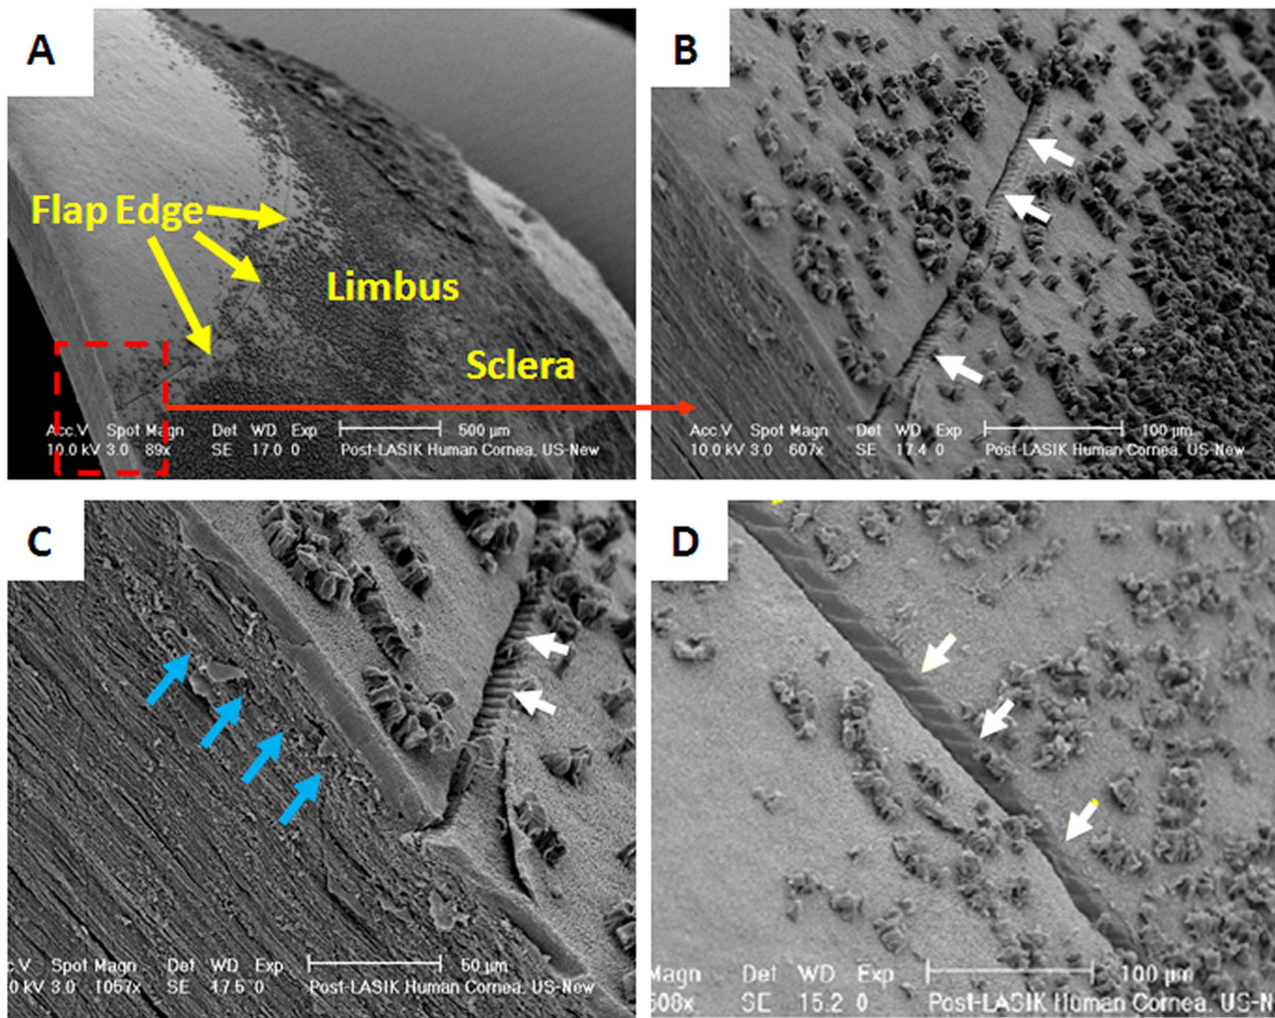 A
Flap Edge
Limbus
Sclera
Acc.V Spot Magn Det WD Exp 500 µm
10.0 kV 3.0 89x SE 17.0 0 Post-LASIK Human Cornea, US-New
B
Acc.V Spot Magn Det WD Exp 100 µm
10.0 kV 3.0 607x SE 17.4 0 Post-LASIK Human Cornea, US-New
C
c.V Spot Magn Det WD Exp 50 µm
0 kV 3.0 1057x SE 17.5 0 Post-LASIK Human Cornea, US-New
D
Magn Det WD Exp 100 µm
508x SE 15.2 0 Post-LASIK Human Cornea, US-N